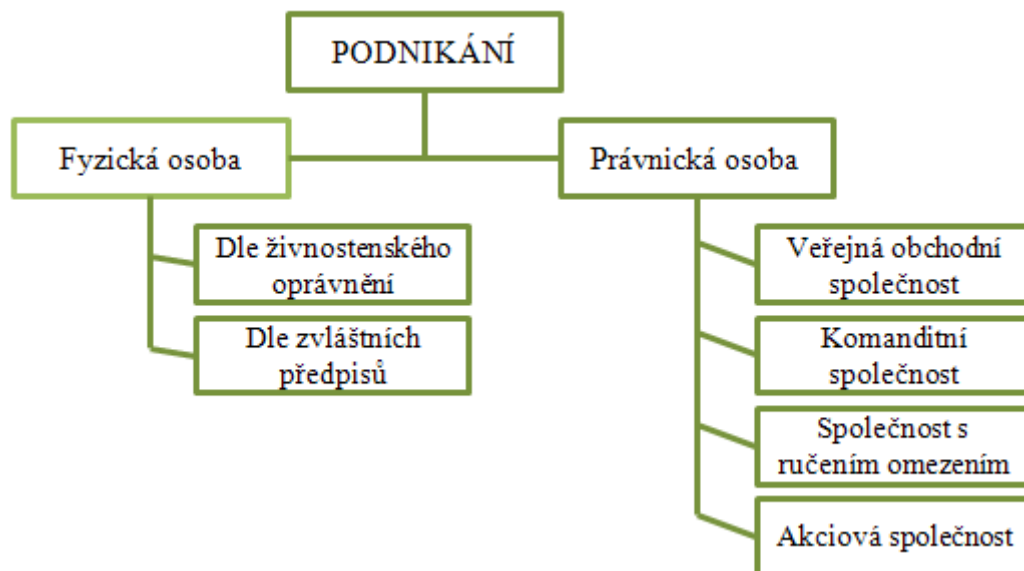 PODNIKÁNÍ
Fyzická osoba
Právnická osoba
Dle živnostenského
oprávnění
Dle zvláštních
předpisů
Veřejná obchodní
společnost
Komanditní
společnost
Společnost s
ručením omezením
Akciová společnost